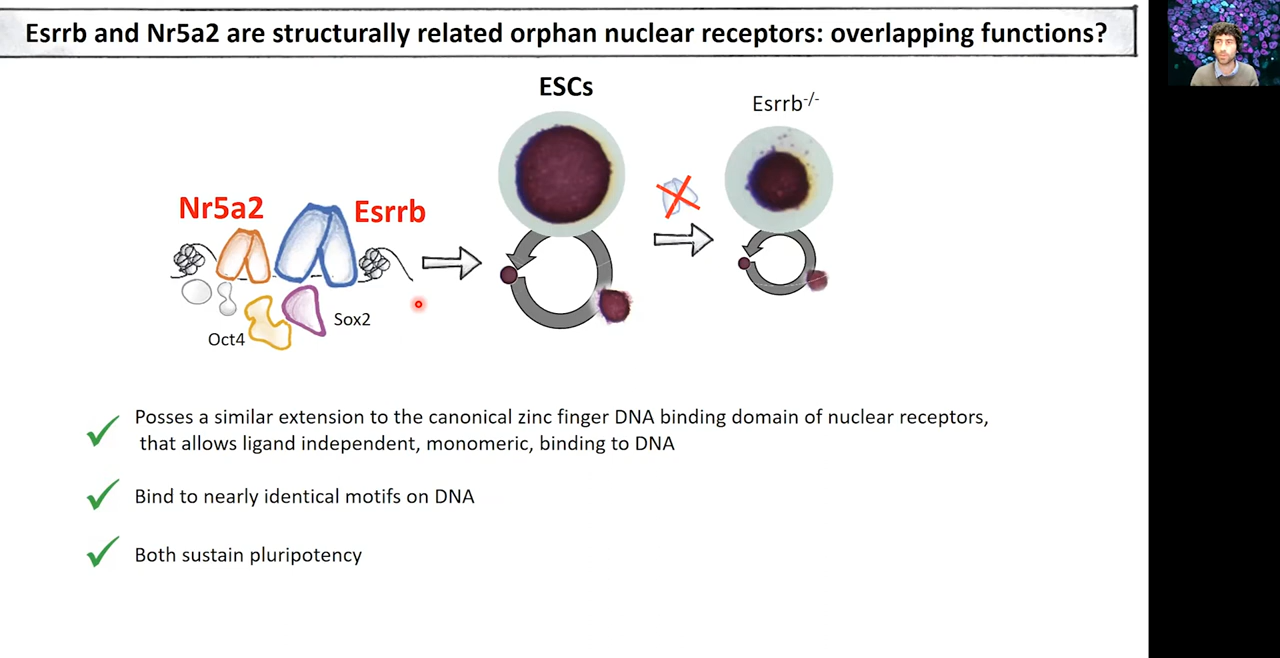 Esrrb and Nr5a2 are structurally related orphan nuclear receptors: overlapping functions?
ESCs
Esrrb-/-
Nr5a2
Esrrb
Sox2
Oct4
Posses a similar extension to the canonical zinc finger DNA binding domain of nuclear receptors,
that allows ligand independent, monomeric, binding to DNA
Bind to nearly identical motifs on DNA
Both sustain pluripotency